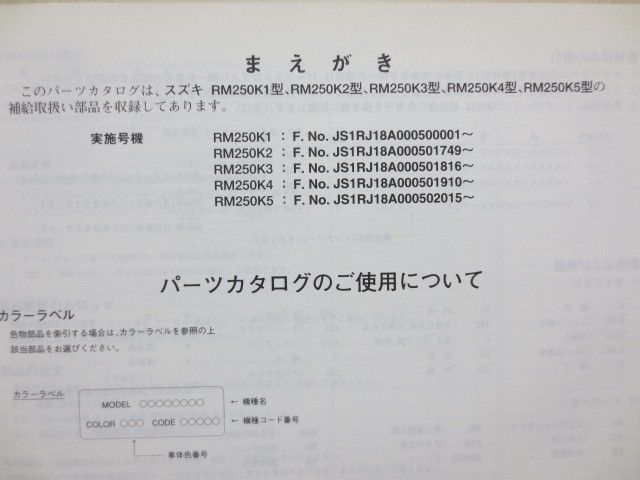 まえがき
このパーツカタログは、スズキ RM250K1型、RM250K2型、RM250K3型、RM250K4型、RM250K5型の
補給取扱い部品を収録してあります。
実施号機 RM250K1 : F. No. JS1RJ18A000500001〜
RM250K2 : F. No. JS1RJ18A000501749〜
RM250K3 : F. No. JS1RJ18A000501816〜
RM250K4 : F. No. JS1RJ18A000501910〜
RM250K5 : F. No. JS1RJ18A000502015〜
パーツカタログのご使用について
カラーラベル
色物部品を索引する場合は、カラーラベルを参照の上
該当部品をお選びください。
カラーラベル
MODEL ○○○○○○○○ ← 機種名
COLOR ○○○ CODE ○○○○○ ← 機種コード番号
車体色番号